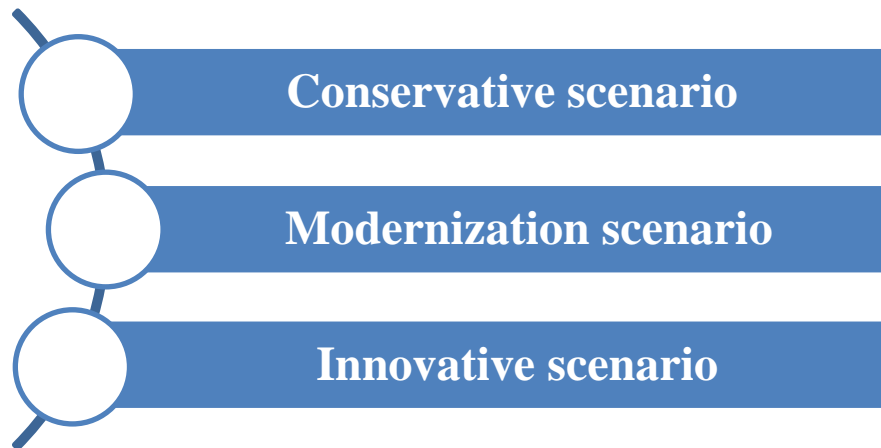 Conservative scenario
Modernization scenario
Innovative scenario